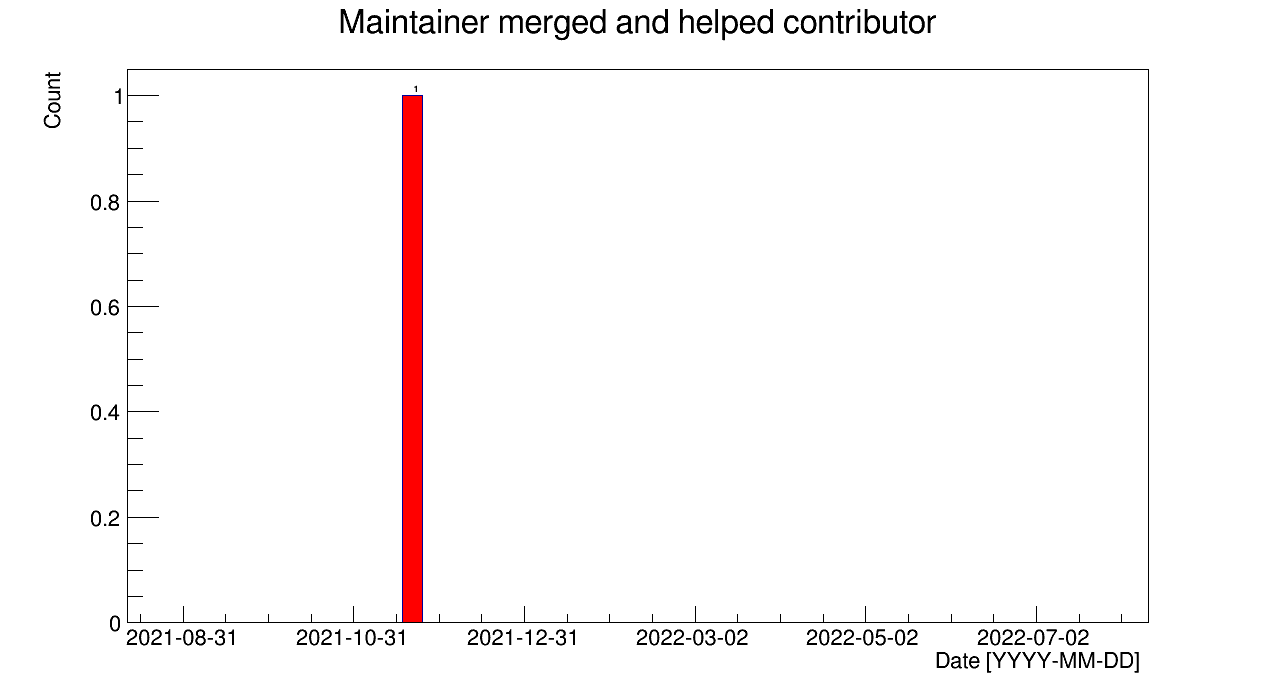 Maintainer merged and helped contributor
Count
1
1
0.8
0.6
0.4
0.2
0
2021-08-31 2021-10-31 2021-12-31 2022-03-02 2022-05-02 2022-07-02
Date [YYYY-MM-DD]